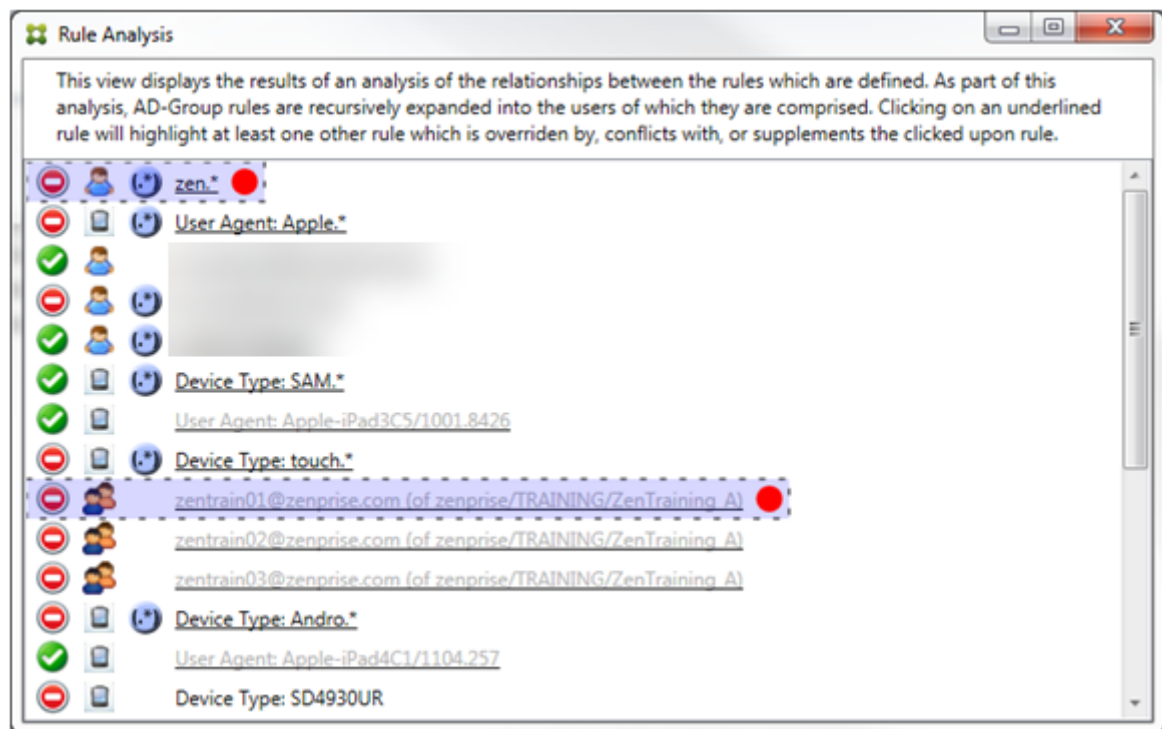 Rule Analysis
This view displays the results of an analysis of the relationships between the rules which are defined. As part of this
analysis, AD-Group rules are recursively expanded into the users of which they are comprised. Clicking on an underlined
rule will highlight at least one other rule which is overriden by, conflicts with, or supplements the clicked upon rule.
(.*) zen.*
(.*) User Agent: Apple.*
(.*)
(.*)
(.*) Device Type: SAM.*
User Agent: Apple-iPad3C5/1001.8426
(.*) Device Type: touch.*
zentrain01@zenprise.com (of zenprise/TRAINING/ZenTraining_A)
zentrain02@zenprise.com (of zenprise/TRAINING/ZenTraining_A)
zentrain03@zenprise.com (of zenprise/TRAINING/ZenTraining_A)
(.*) Device Type: Andro.*
User Agent: Apple-iPad4C1/1104.257
Device Type: SD4930UR